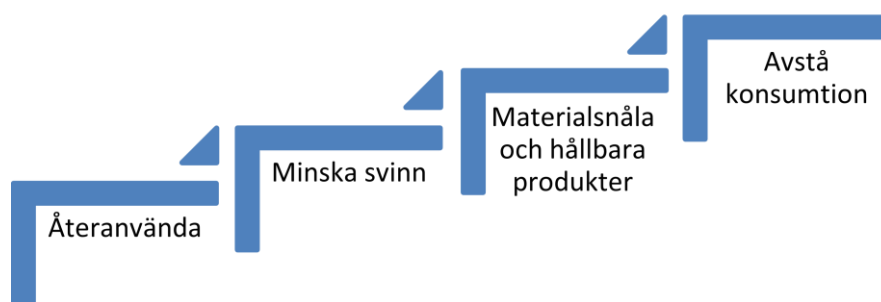 Återanvända
Minska svinn
Materialsnåla
och hållbara
produkter
Avstå
konsumtion